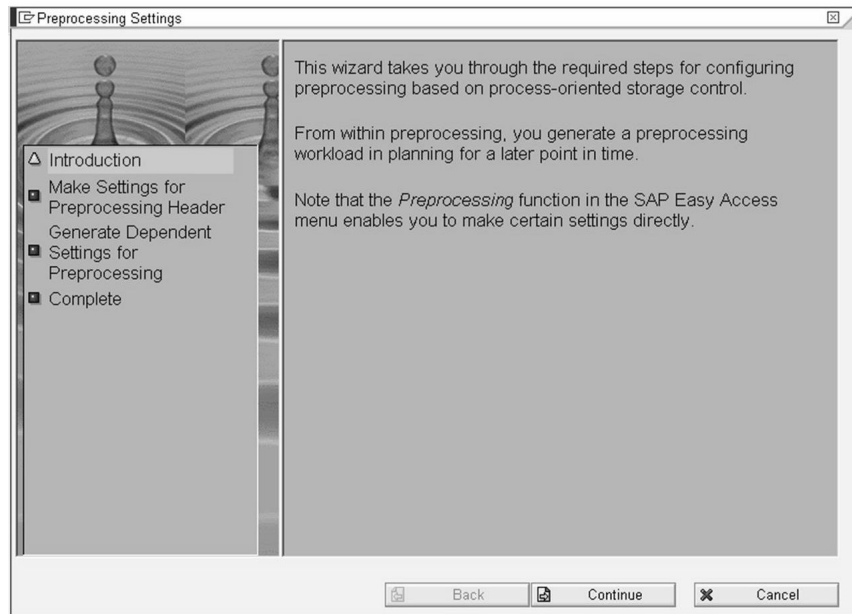 Preprocessing Settings
Introduction
Make Settings for
Preprocessing Header
Generate Dependent
Settings for
Preprocessing
Complete
This wizard takes you through the required steps for configuring
preprocessing based on process-oriented storage control.
From within preprocessing, you generate a preprocessing
workload in planning for a later point in time.
Note that the Preprocessing function in the SAP Easy Access
menu enables you to make certain settings directly.
Back
Continue
Cancel